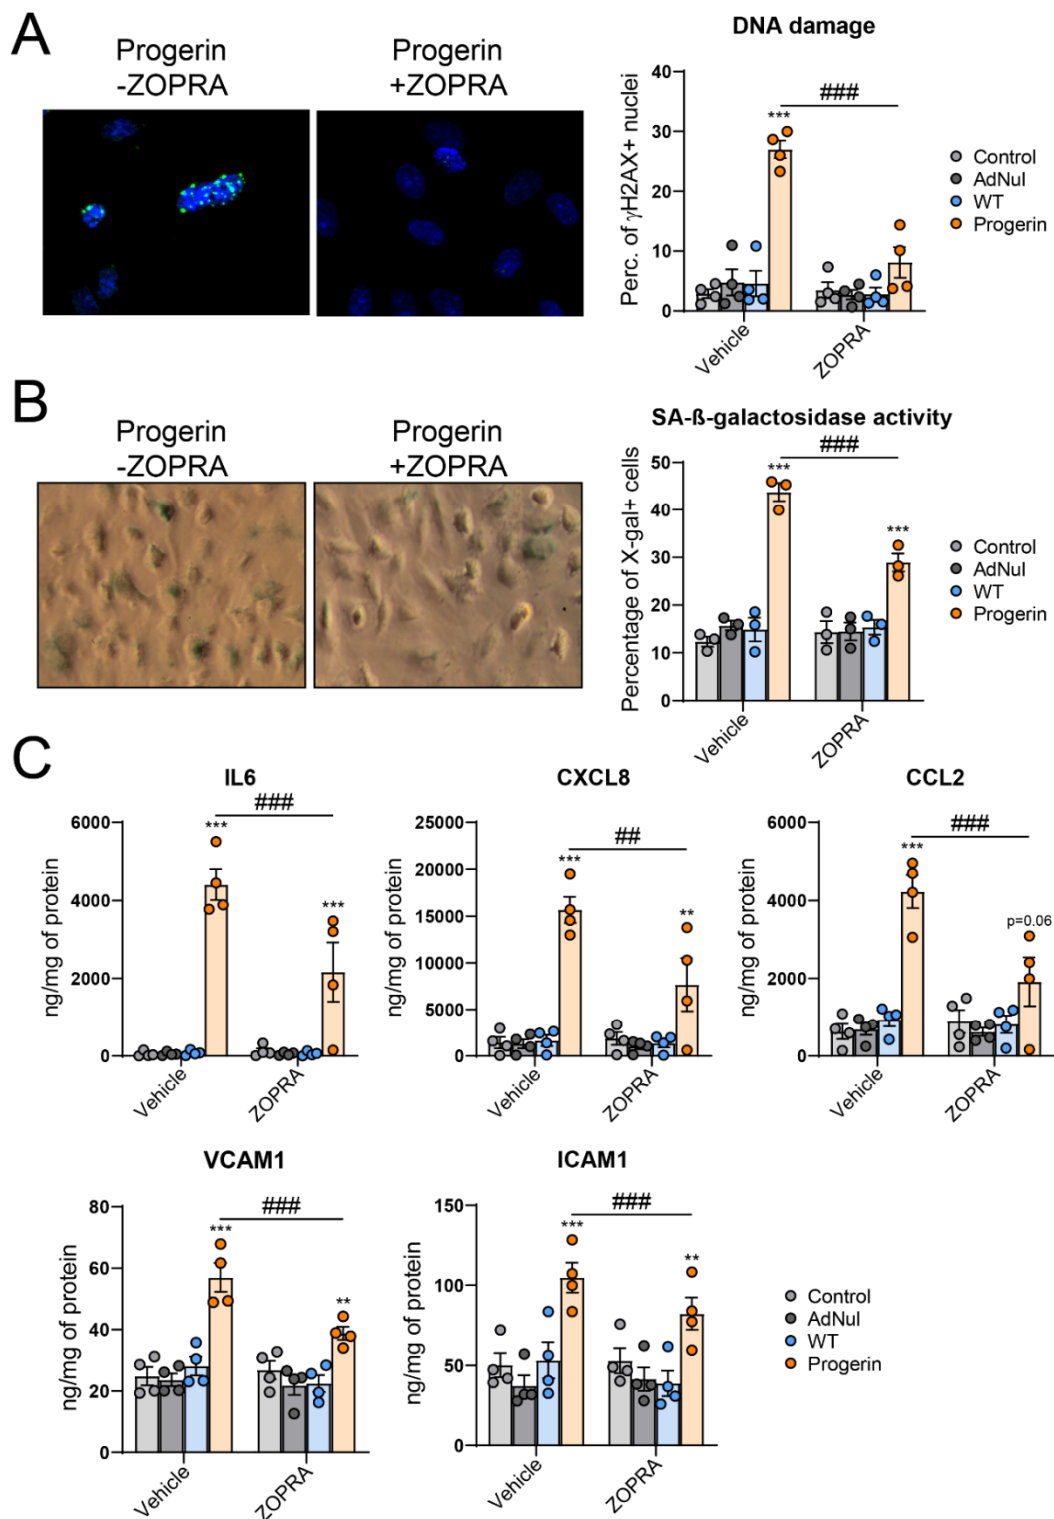 A
Progerin
-ZOPRA
Progerin
+ZOPRA
DNA damage
Perc. of γH2AX+ nuclei
40
30
20
10
0
***
###
Vehicle
ZOPRA
Control
AdNul
WT
Progerin
B
Progerin
-ZOPRA
Progerin
+ZOPRA
SA-ß-galactosidase activity
Percentage of X-gal+ cells
50
40
30
20
10
0
***
###
***
Vehicle
ZOPRA
Control
AdNul
WT
Progerin
C
IL6
ng/mg of protein
6000
4000
2000
0
***
###
***
Vehicle
ZOPRA
CXCL8
ng/mg of protein
25000
20000
15000
10000
5000
0
***
##
**
Vehicle
ZOPRA
CCL2
ng/mg of protein
6000
4000
2000
0
***
###
p=0.06
Vehicle
ZOPRA
VCAM1
ng/mg of protein
80
60
40
20
0
***
###
**
Vehicle
ZOPRA
ICAM1
ng/mg of protein
150
100
50
0
***
###
**
Vehicle
ZOPRA
Control
AdNul
WT
Progerin